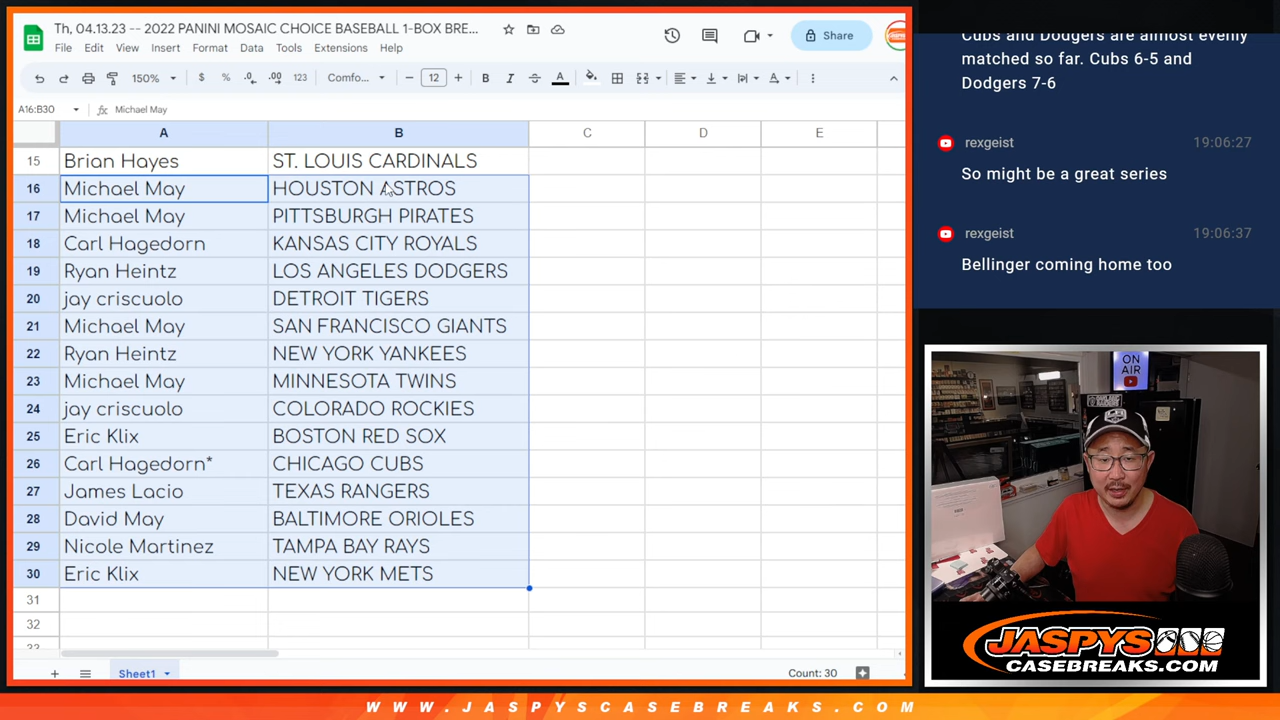 Th, 04.13.23 -- 2022 PANINI MOSAIC CHOICE BASEBALL 1-BOX BRE...
File Edit View Insert Format Data Tools Extensions Help
Share
150% $ % .0 .00 123 Comfo... − 12 + B I A
A16:B30 fx Michael May
A B C D E
15 Brian Hayes ST. LOUIS CARDINALS
16 Michael May HOUSTON ASTROS
17 Michael May PITTSBURGH PIRATES
18 Carl Hagedorn KANSAS CITY ROYALS
19 Ryan Heintz LOS ANGELES DODGERS
20 jay criscuolo DETROIT TIGERS
21 Michael May SAN FRANCISCO GIANTS
22 Ryan Heintz NEW YORK YANKEES
23 Michael May MINNESOTA TWINS
24 jay criscuolo COLORADO ROCKIES
25 Eric Klix BOSTON RED SOX
26 Carl Hagedorn* CHICAGO CUBS
27 James Lacio TEXAS RANGERS
28 David May BALTIMORE ORIOLES
29 Nicole Martinez TAMPA BAY RAYS
30 Eric Klix NEW YORK METS
31
32
33
Sheet1
Count: 30
Cubs and Dodgers are almost evenly
matched so far. Cubs 6-5 and
Dodgers 7-6
rexgeist 19:06:27
So might be a great series
rexgeist 19:06:37
Bellinger coming home too
ON
AIR
JASPYS
CASEBREAKS.COM
WWW.JASPYSCASEBREAKS.COM